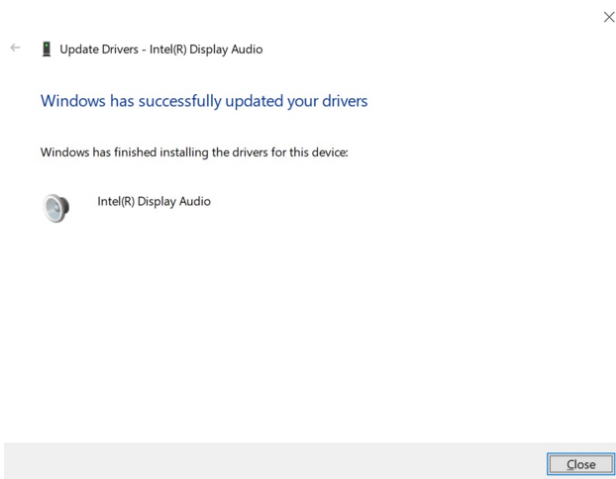 Update Drivers - Intel(R) Display Audio
Windows has successfully updated your drivers
Windows has finished installing the drivers for this device:
Intel(R) Display Audio
Close